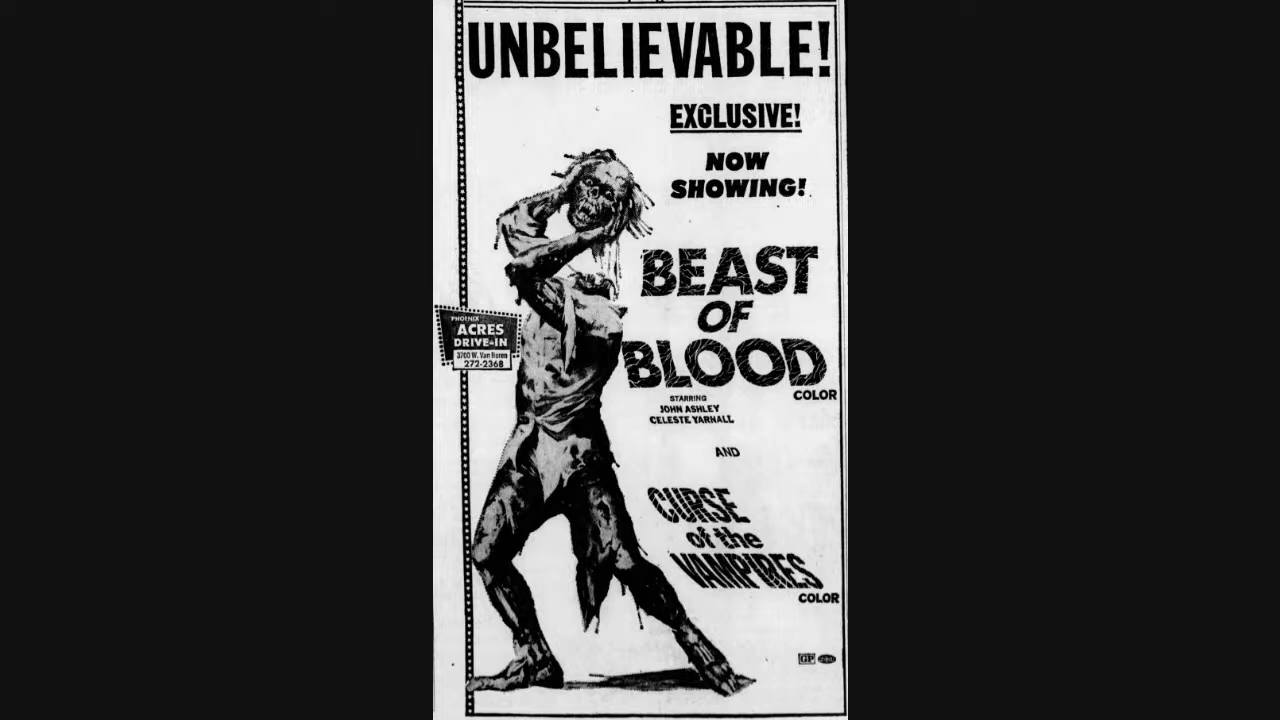 UNBELIEVABLE!
EXCLUSIVE!
NOW
SHOWING!
BEAST
OF
BLOOD
COLOR
STARRING
JOHN ASHLEY
CELESTE YARNALL
PHOENIX
ACRES
DRIVE-IN
3700 W. Van Buren
272-2368
AND
CURSE
of the
VAMPIRES
COLOR
GP